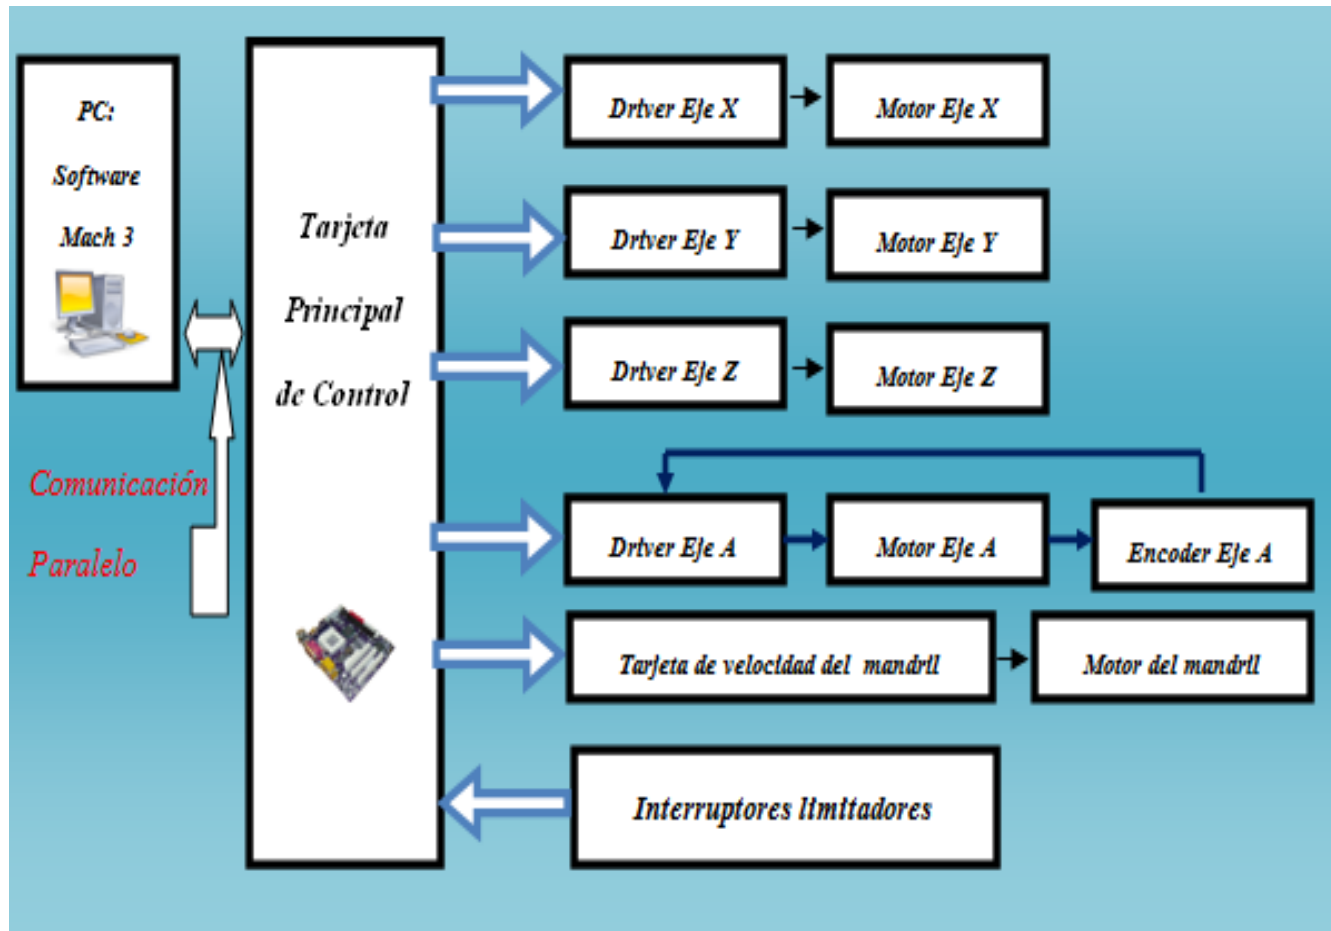 PC:
Software
Mach 3
Tarjeta
Principal
de Control
Comunicación
Paralelo
Driver Eje X
Motor Eje X
Driver Eje Y
Motor Eje Y
Driver Eje Z
Motor Eje Z
Driver Eje A
Motor Eje A
Encoder Eje A
Tarjeta de velocidad del mandril
Motor del mandril
Interruptores limitadores